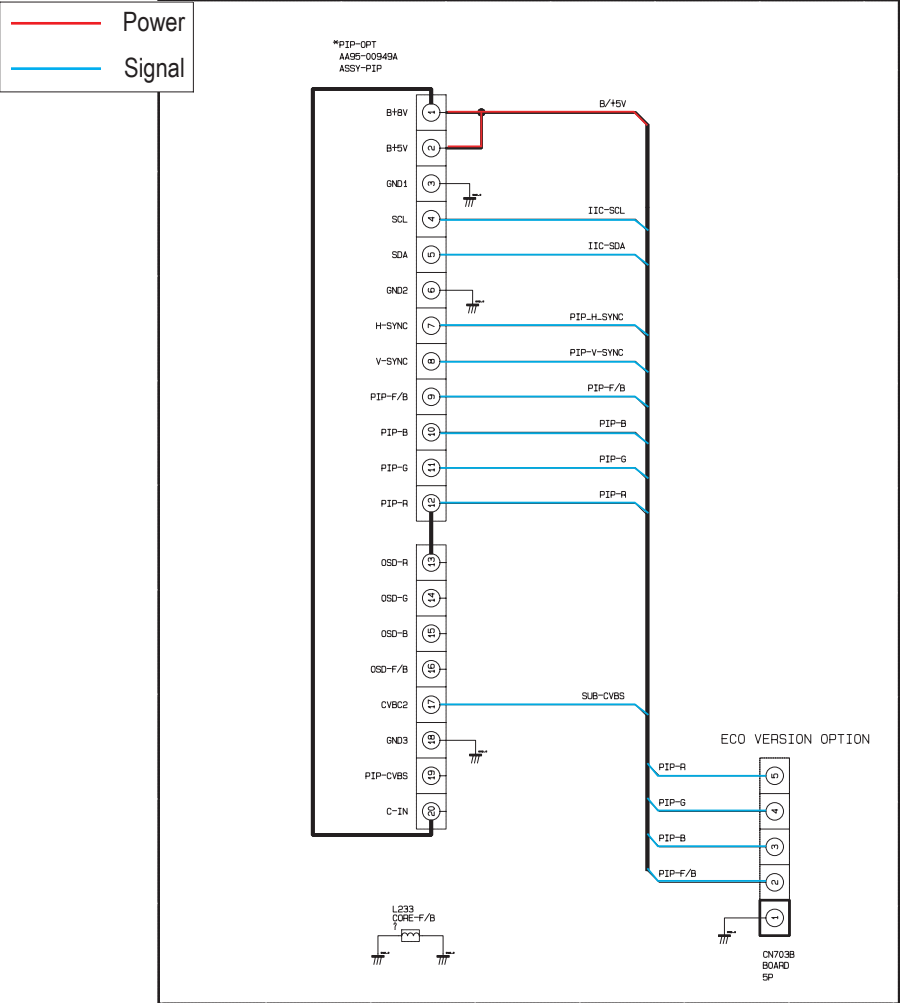 Power
Signal
*PIP-OPT
AA95-00949A
ASSY-PIP
B+8V 1 B/+5V
B+5V 2
GND1 3
SCL 4 IIC-SCL
SDA 5 IIC-SDA
GND2 6
H-SYNC 7 PIP_H_SYNC
V-SYNC 8 PIP-V-SYNC
PIP-F/B 9 PIP-F/B
PIP-B 10 PIP-B
PIP-G 11 PIP-G
PIP-R 12 PIP-R
OSD-R 13
OSD-G 14
OSD-B 15
OSD-F/B 16
CVBC2 17 SUB-CVBS
GND3 18
PIP-CVBS 19
C-IN 20
ECO VERSION OPTION
PIP-R 5
PIP-G 4
PIP-B 3
PIP-F/B 2
1
CN703B
BOARD
5P
L233
CORE-F/B
?